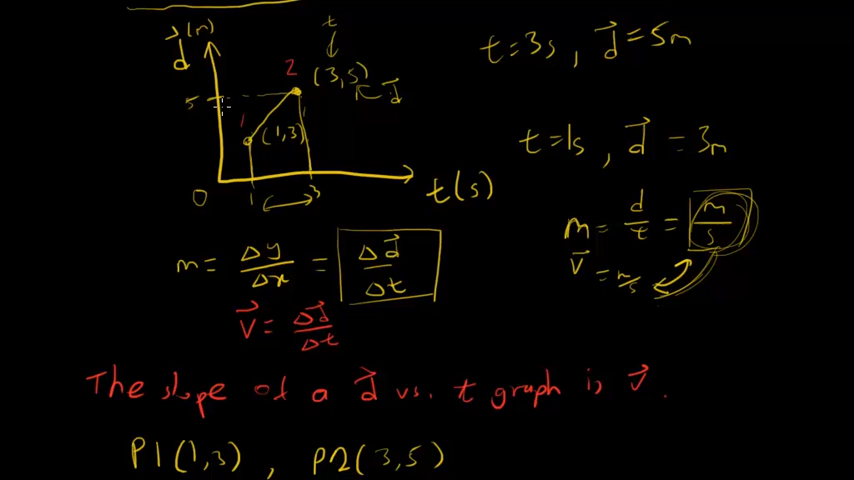 d⃗ (m)
t
2
(3,5)
d⃗
5
1
(1,3)
0
1
3
t(s)
t=3s, d⃗=5m
t=1s, d⃗=3m
m = d/t = m/s
v⃗ = m/s
m = Δy/Δx = Δd⃗/Δt
v⃗ = Δd⃗/Δt
The slope of a d⃗ vs. t graph is v⃗.
P1(1,3), P2(3,5)